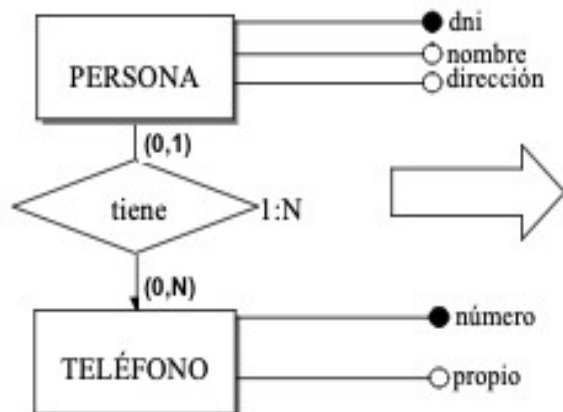 dni
nombre
dirección
PERSONA
(0,1)
tiene
1:N
(0,N)
número
TELÉFONO
propio